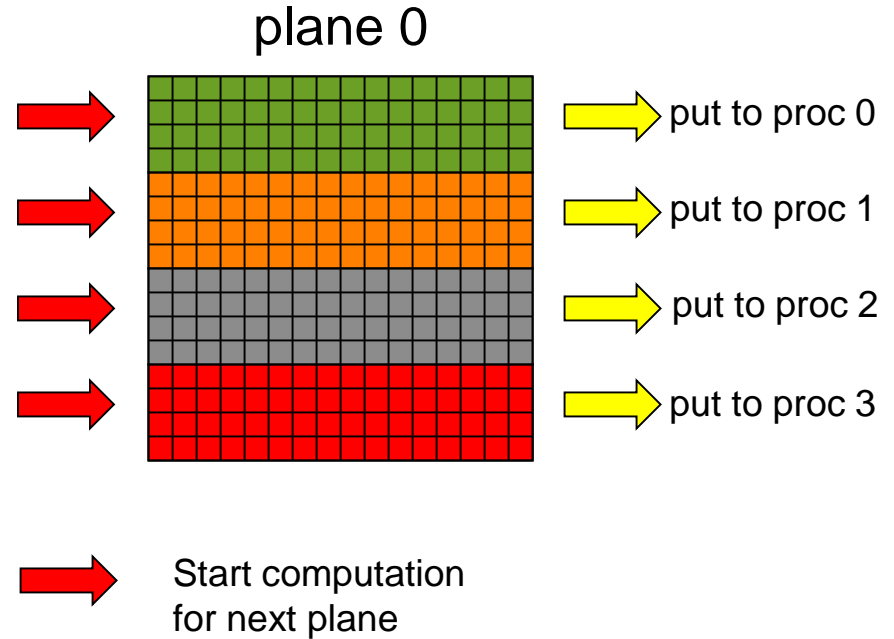 plane 0
put to proc 0
put to proc 1
put to proc 2
put to proc 3
Start computation
for next plane